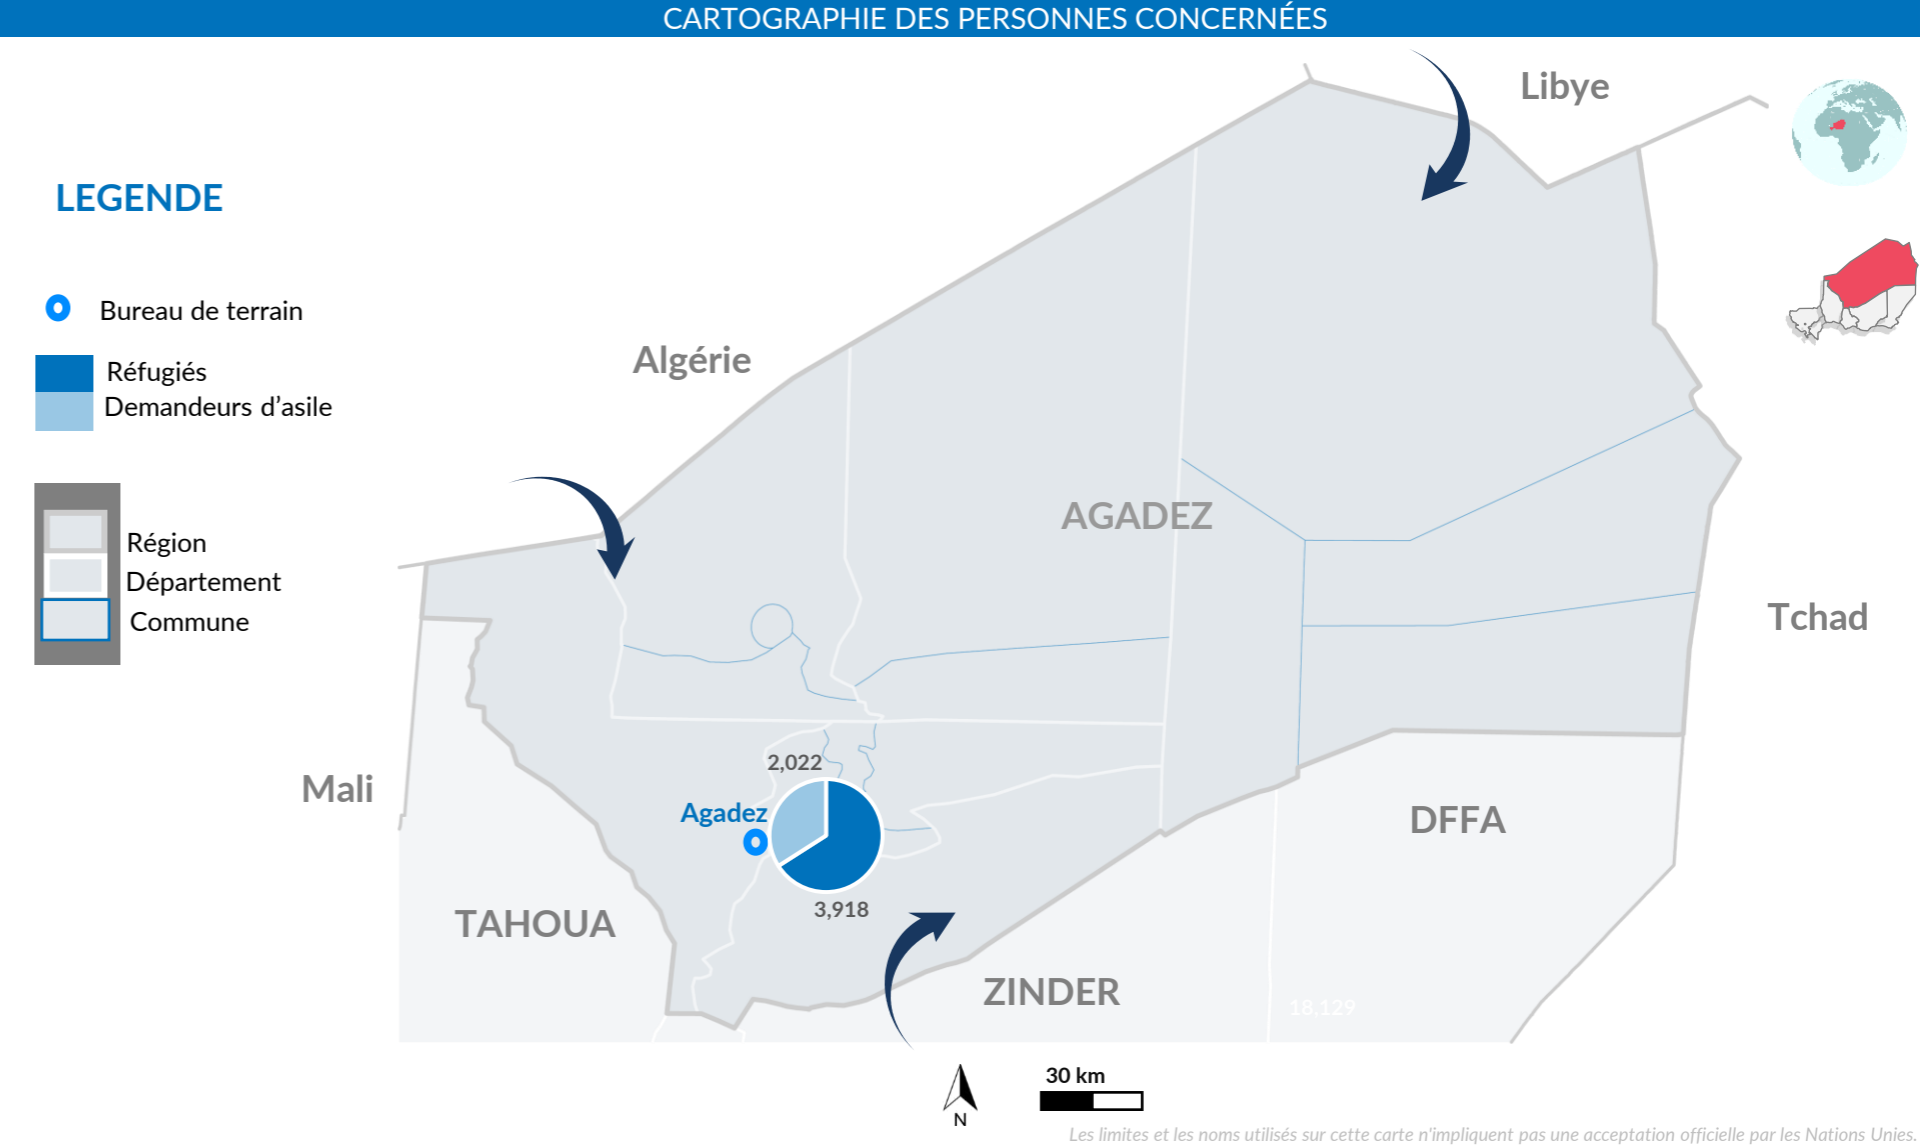 CARTOGRAPHIE DES PERSONNES CONCERNÉES
Libye
LEGENDE
Bureau de terrain
Réfugiés
Demandeurs d’asile
Algérie
AGADEZ
Région
Département
Commune
Tchad
Mali
2,022
Agadez
DFFA
3,918
TAHOUA
ZINDER
18,129
30 km
N
Les limites et les noms utilisés sur cette carte n'impliquent pas une acceptation officielle par les Nations Unies.